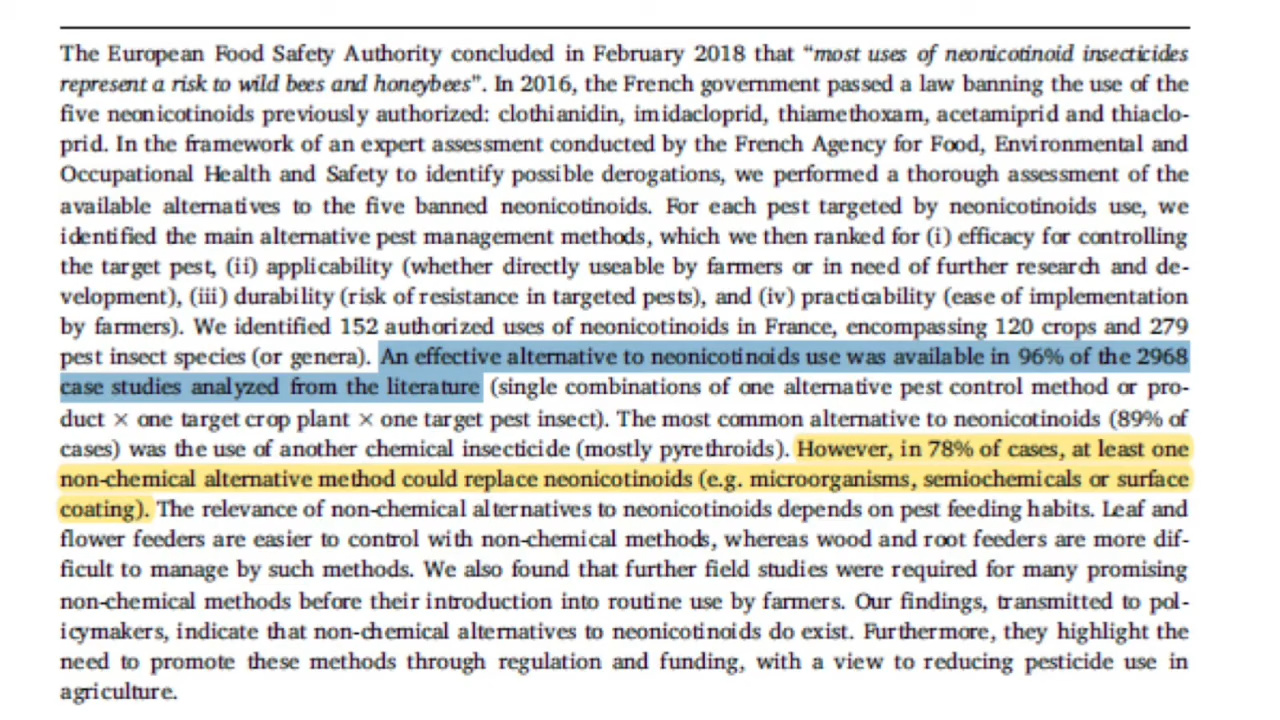 The European Food Safety Authority concluded in February 2018 that “most uses of neonicotinoid insecticides
represent a risk to wild bees and honeybees”. In 2016, the French government passed a law banning the use of the
five neonicotinoids previously authorized: clothianidin, imidacloprid, thiamethoxam, acetamiprid and thiaclo-
prid. In the framework of an expert assessment conducted by the French Agency for Food, Environmental and
Occupational Health and Safety to identify possible derogations, we performed a thorough assessment of the
available alternatives to the five banned neonicotinoids. For each pest targeted by neonicotinoids use, we
identified the main alternative pest management methods, which we then ranked for (i) efficacy for controlling
the target pest, (ii) applicability (whether directly useable by farmers or in need of further research and de-
velopment), (iii) durability (risk of resistance in targeted pests), and (iv) practicability (ease of implementation
by farmers). We identified 152 authorized uses of neonicotinoids in France, encompassing 120 crops and 279
pest insect species (or genera). An effective alternative to neonicotinoids use was available in 96% of the 2968
case studies analyzed from the literature (single combinations of one alternative pest control method or pro-
duct × one target crop plant × one target pest insect). The most common alternative to neonicotinoids (89% of
cases) was the use of another chemical insecticide (mostly pyrethroids). However, in 78% of cases, at least one
non-chemical alternative method could replace neonicotinoids (e.g. microorganisms, semiochemicals or surface
coating). The relevance of non-chemical alternatives to neonicotinoids depends on pest feeding habits. Leaf and
flower feeders are easier to control with non-chemical methods, whereas wood and root feeders are more dif-
ficult to manage by such methods. We also found that further field studies were required for many promising
non-chemical methods before their introduction into routine use by farmers. Our findings, transmitted to pol-
icymakers, indicate that non-chemical alternatives to neonicotinoids do exist. Furthermore, they highlight the
need to promote these methods through regulation and funding, with a view to reducing pesticide use in
agriculture.